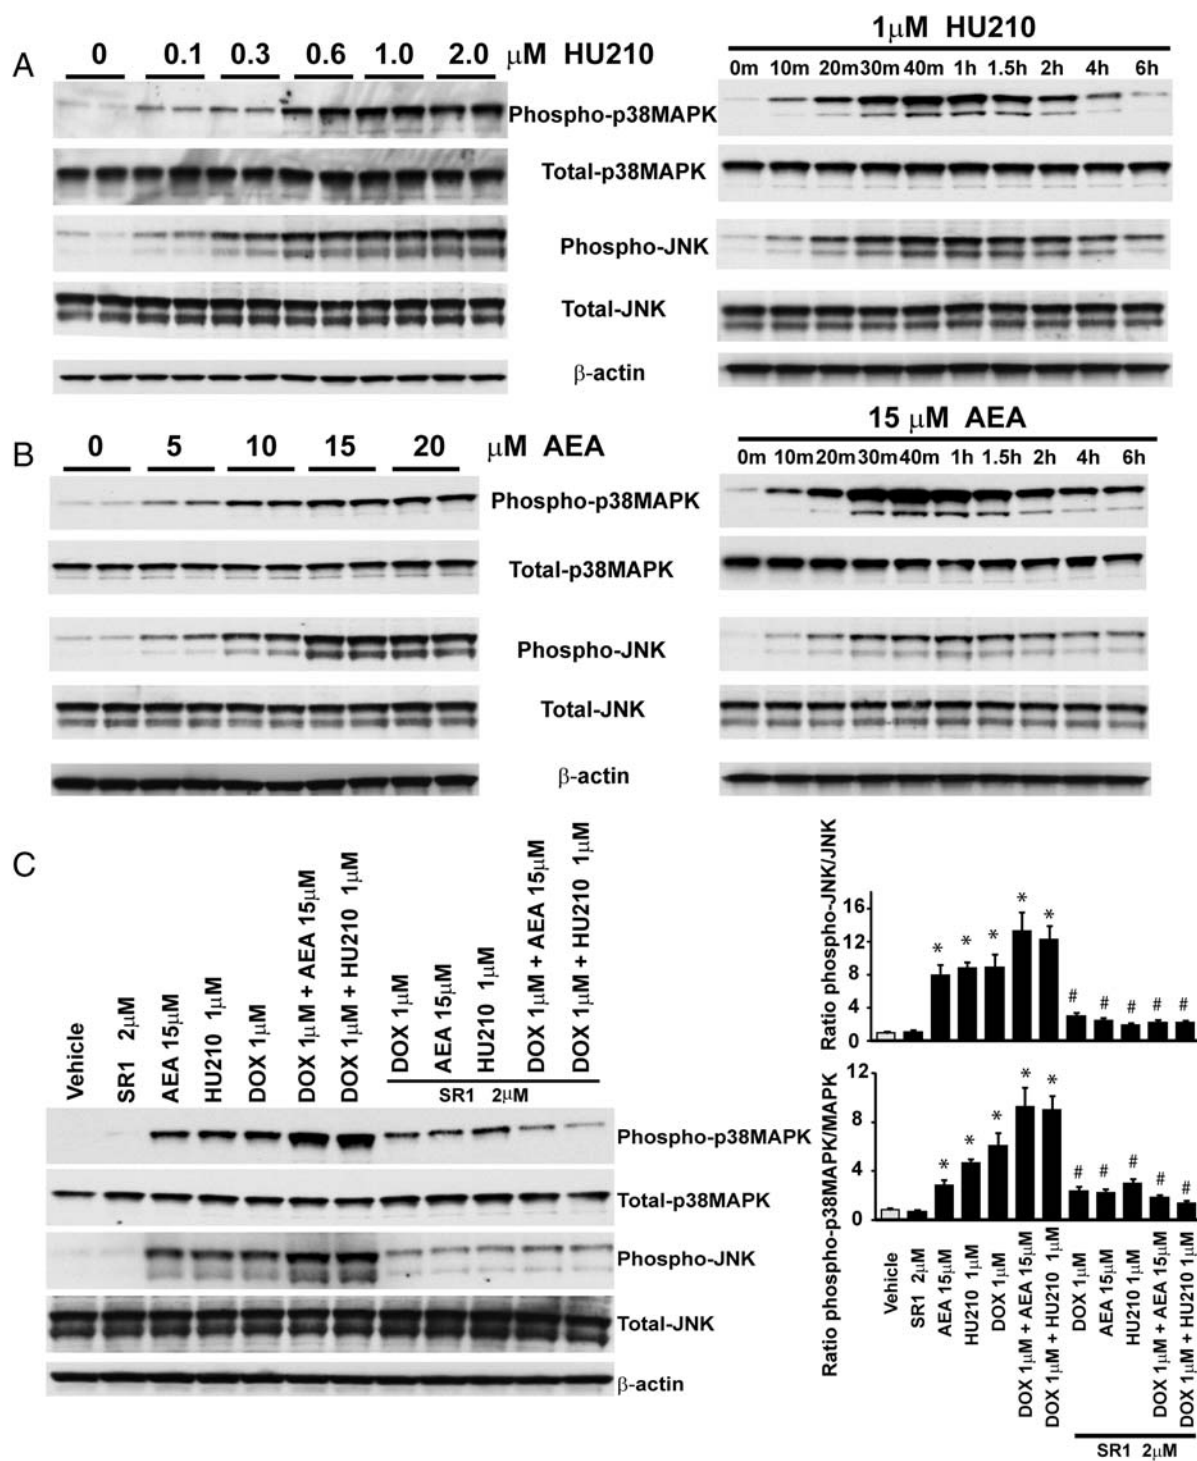 A
0 0.1 0.3 0.6 1.0 2.0 μM HU210
1μM HU210
0m 10m 20m 30m 40m 1h 1.5h 2h 4h 6h
Phospho-p38MAPK
Total-p38MAPK
Phospho-JNK
Total-JNK
β-actin
B
0 5 10 15 20 μM AEA
15 μM AEA
0m 10m 20m 30m 40m 1h 1.5h 2h 4h 6h
Phospho-p38MAPK
Total-p38MAPK
Phospho-JNK
Total-JNK
β-actin
C
Vehicle
SR1 2μM
AEA 15μM
HU210 1μM
DOX 1μM
DOX 1μM + AEA 15μM
DOX 1μM + HU210 1μM
DOX 1μM
AEA 15μM
HU210 1μM
DOX 1μM + AEA 15μM
DOX 1μM + HU210 1μM
SR1 2μM
Phospho-p38MAPK
Total-p38MAPK
Phospho-JNK
Total-JNK
β-actin
Ratio phospho-JNK/JNK
16
12
8
4
0
* * * * * # # # # #
Ratio phospho-p38MAPK/MAPK
12
8
4
0
* * * * * # # # # #
Vehicle
SR1 2μM
AEA 15μM
HU210 1μM
DOX 1μM
DOX 1μM + AEA 15μM
DOX 1μM + HU210 1μM
DOX 1μM
AEA 15μM
HU210 1μM
DOX 1μM + AEA 15μM
DOX 1μM + HU210 1μM
SR1 2μM